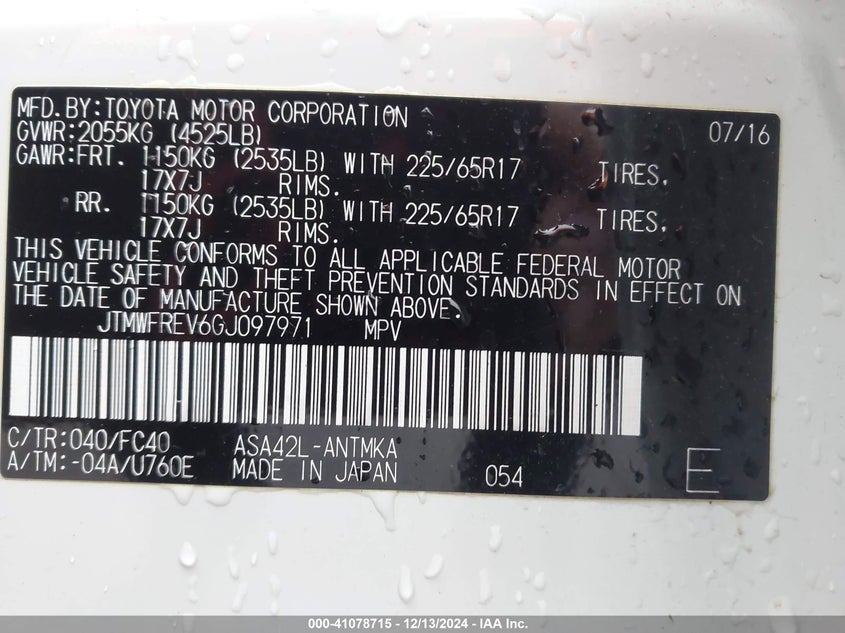 MFD.BY:TOYOTA MOTOR CORPORATION 07/16
GVWR:2055KG (4525LB)
GAWR:FRT. 1150KG (2535LB) WITH 225/65R17 TIRES,
17X7J RIMS.
RR. 1150KG (2535LB) WITH 225/65R17 TIRES,
17X7J RIMS.
THIS VEHICLE CONFORMS TO ALL APPLICABLE FEDERAL MOTOR
VEHICLE SAFETY AND THEFT PREVENTION STANDARDS IN EFFECT ON
THE DATE OF MANUFACTURE SHOWN ABOVE.
JTMWFREV6GJ097971 MPV
C/TR:040/FC40 ASA42L-ANTMKA
A/TM:-04A/U760E MADE IN JAPAN 054 E
000-41078715 - 12/13/2024 - IAA Inc.